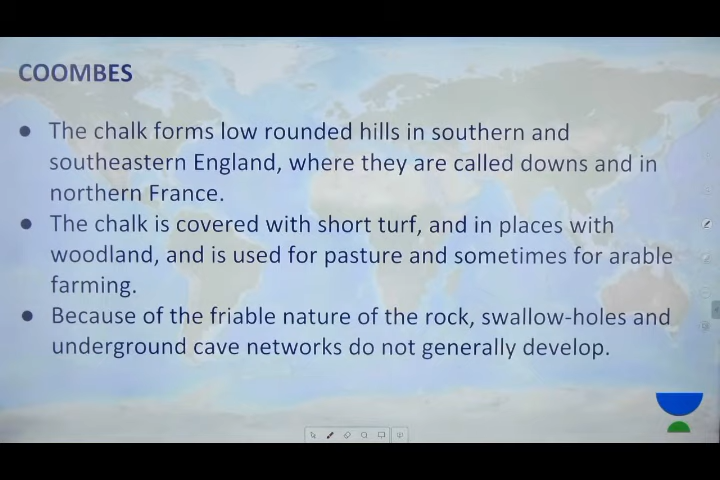 COOMBES
● The chalk forms low rounded hills in southern and
southeastern England, where they are called downs and in
northern France.
● The chalk is covered with short turf, and in places with
woodland, and is used for pasture and sometimes for arable
farming.
● Because of the friable nature of the rock, swallow-holes and
underground cave networks do not generally develop.